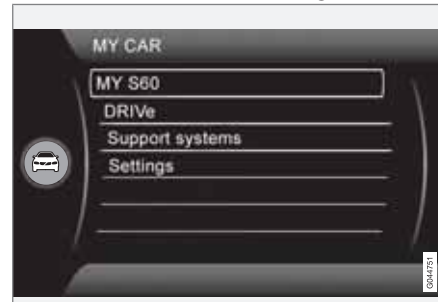 MY CAR
MY S60
DRIVe
Support systems
Settings
G044751